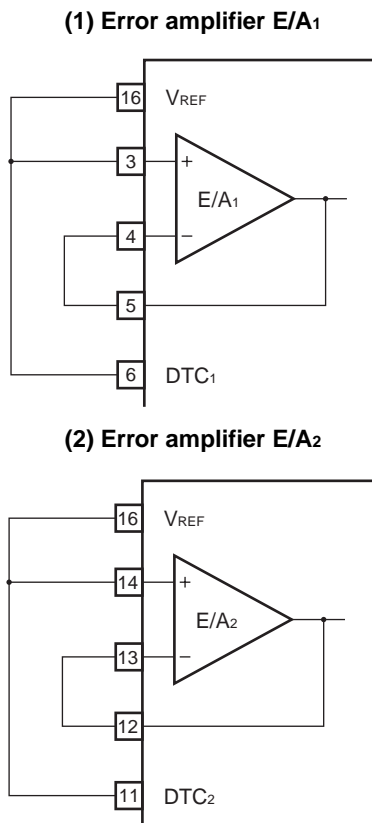 (1) Error amplifier E/A1
16 VREF
3 +
E/A1
4 −
5
6 DTC1
(2) Error amplifier E/A2
16 VREF
14 +
E/A2
13 −
12
11 DTC2